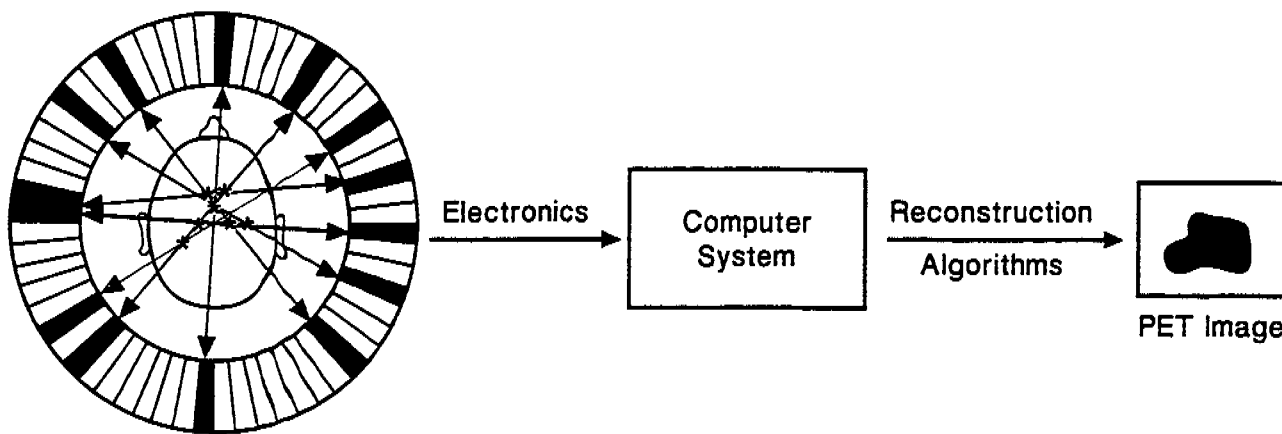 Electronics
Computer
System
Reconstruction
Algorithms
PET Image